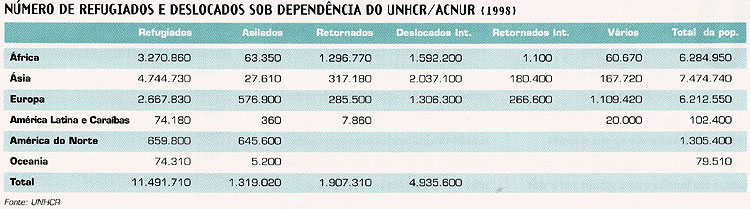 NÚMERO DE REFUGIADOS E DESLOCADOS SOB DEPENDÊNCIA DO UNHCR/ACNUR (1998)
Refugiados Asilados Retornados Deslocados Int. Retornados Int. Vários Total da pop.
África 3.270.860 63.350 1.296.770 1.592.200 1.100 60.670 6.284.950
Ásia 4.744.730 27.610 317.180 2.037.100 180.400 167.720 7.474.740
Europa 2.667.830 576.900 285.500 1.306.300 266.600 1.109.420 6.212.550
América Latina e Caraíbas 74.180 360 7.860 20.000 102.400
América do Norte 659.800 645.600 1.305.400
Oceania 74.310 5.200 79.510
Total 11.491.710 1.319.020 1.907.310 4.935.600
Fonte: UNHCR